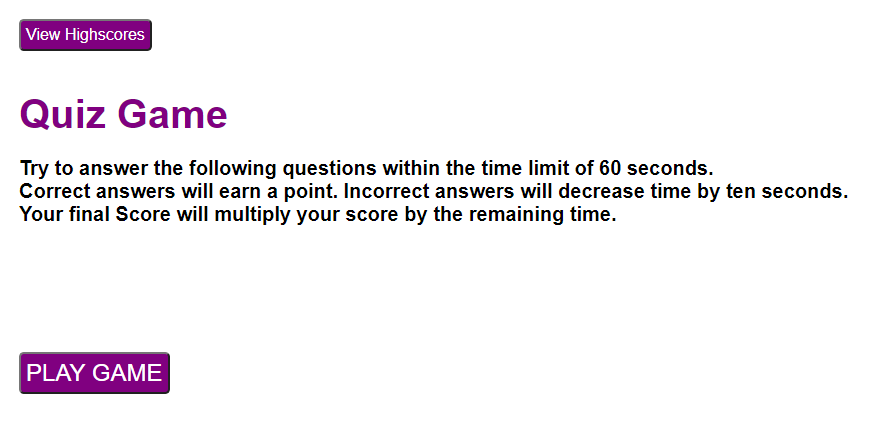 View Highscores
Quiz Game
Try to answer the following questions within the time limit of 60 seconds.
Correct answers will earn a point. Incorrect answers will decrease time by ten seconds.
Your final Score will multiply your score by the remaining time.
PLAY GAME